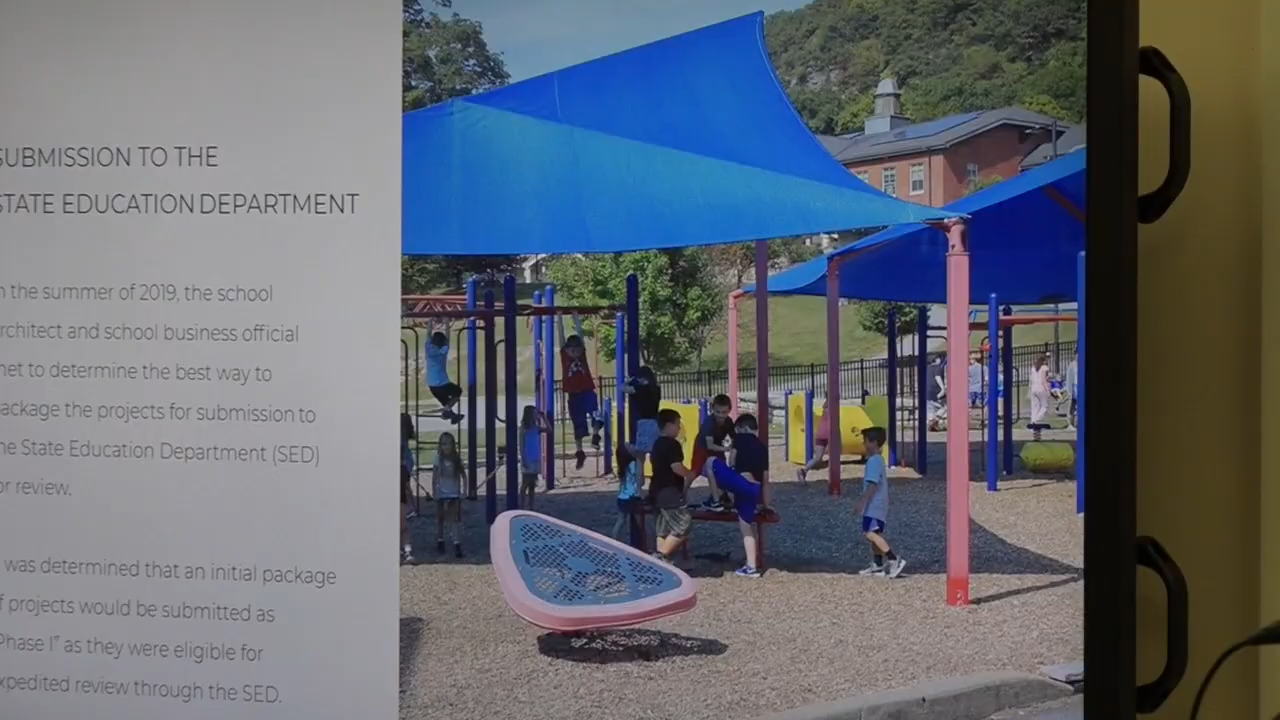 SUBMISSION TO THE
STATE EDUCATION DEPARTMENT
n the summer of 2019, the school
rchitect and school business official
net to determine the best way to
ackage the projects for submission to
he State Education Department (SED)
or review.
was determined that an initial package
f projects would be submitted as
Phase I" as they were eligible for
xpedited review through the SED.